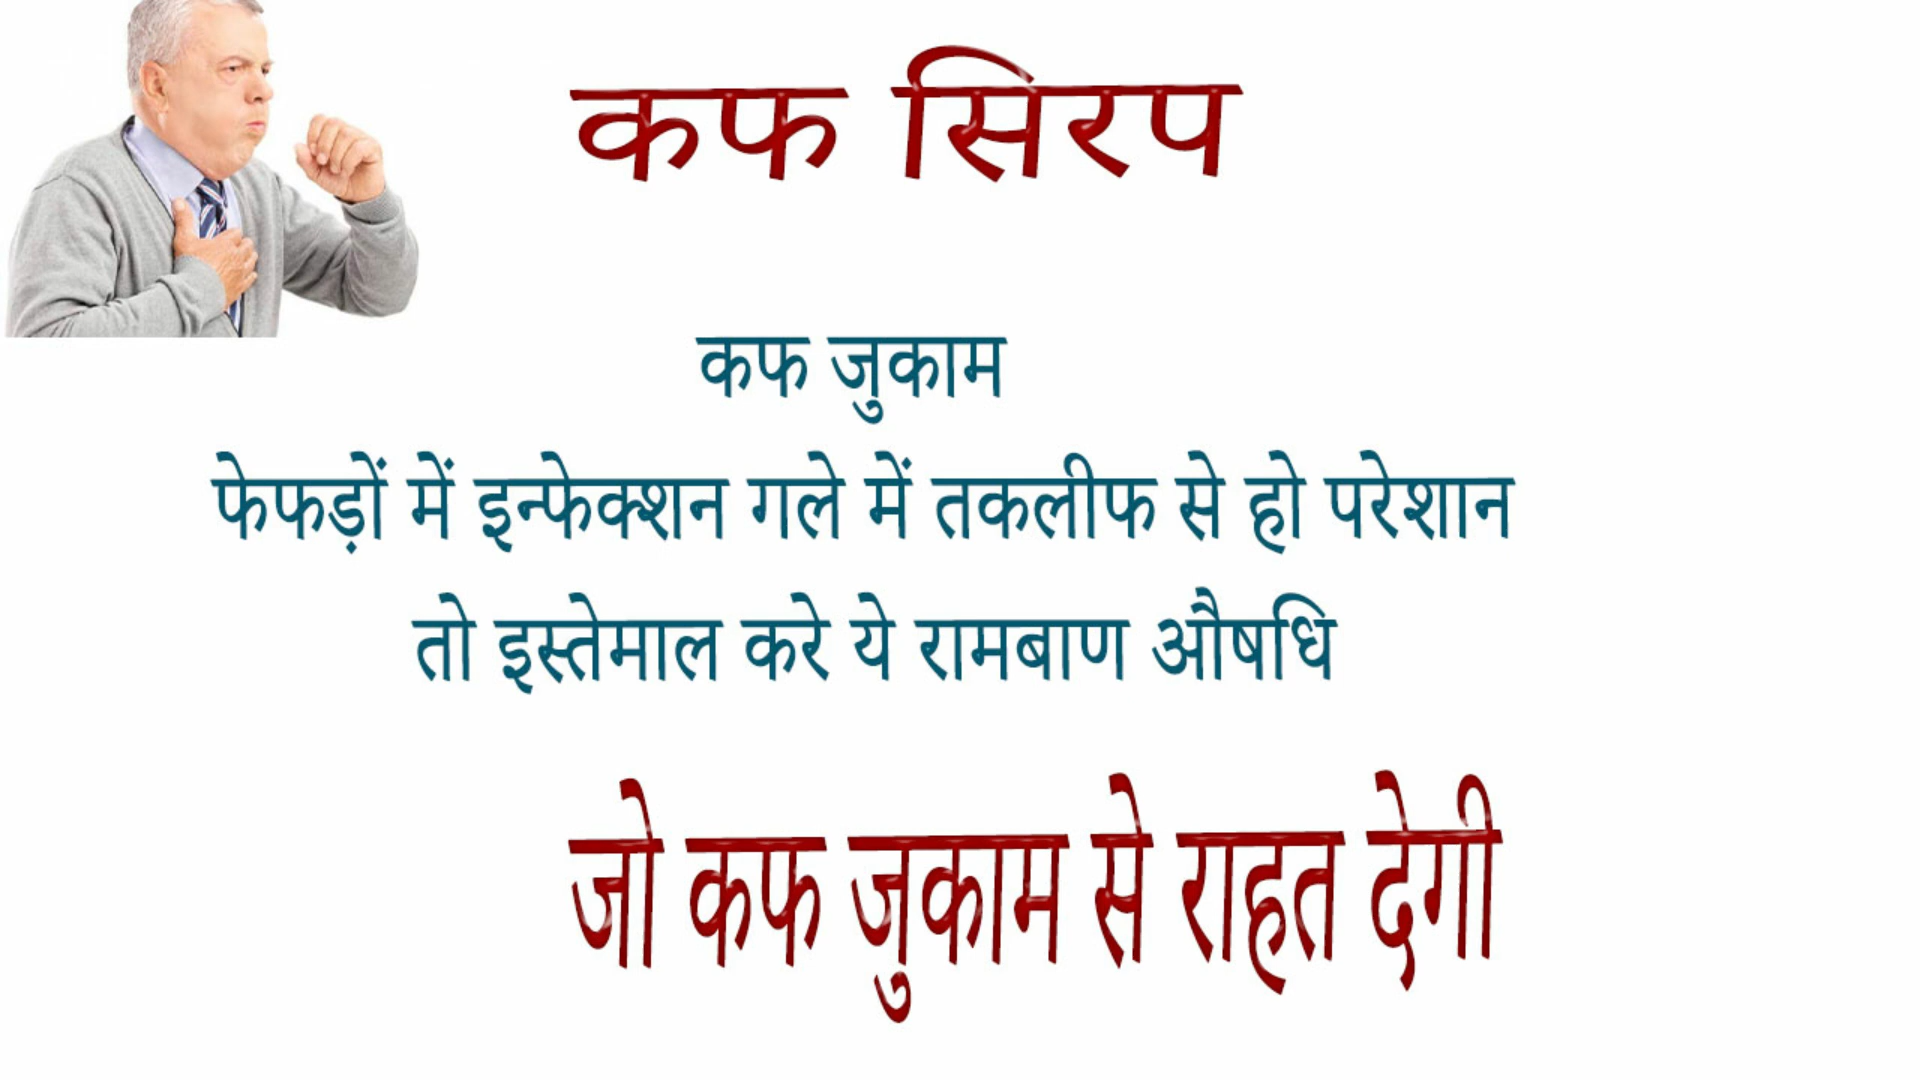 कफ सिरप
कफ जुकाम
फेफड़ों में इन्फेक्शन गले में तकलीफ से हो परेशान
तो इस्तेमाल करे ये रामबाण औषधि
जो कफ जुकाम से राहत देगी